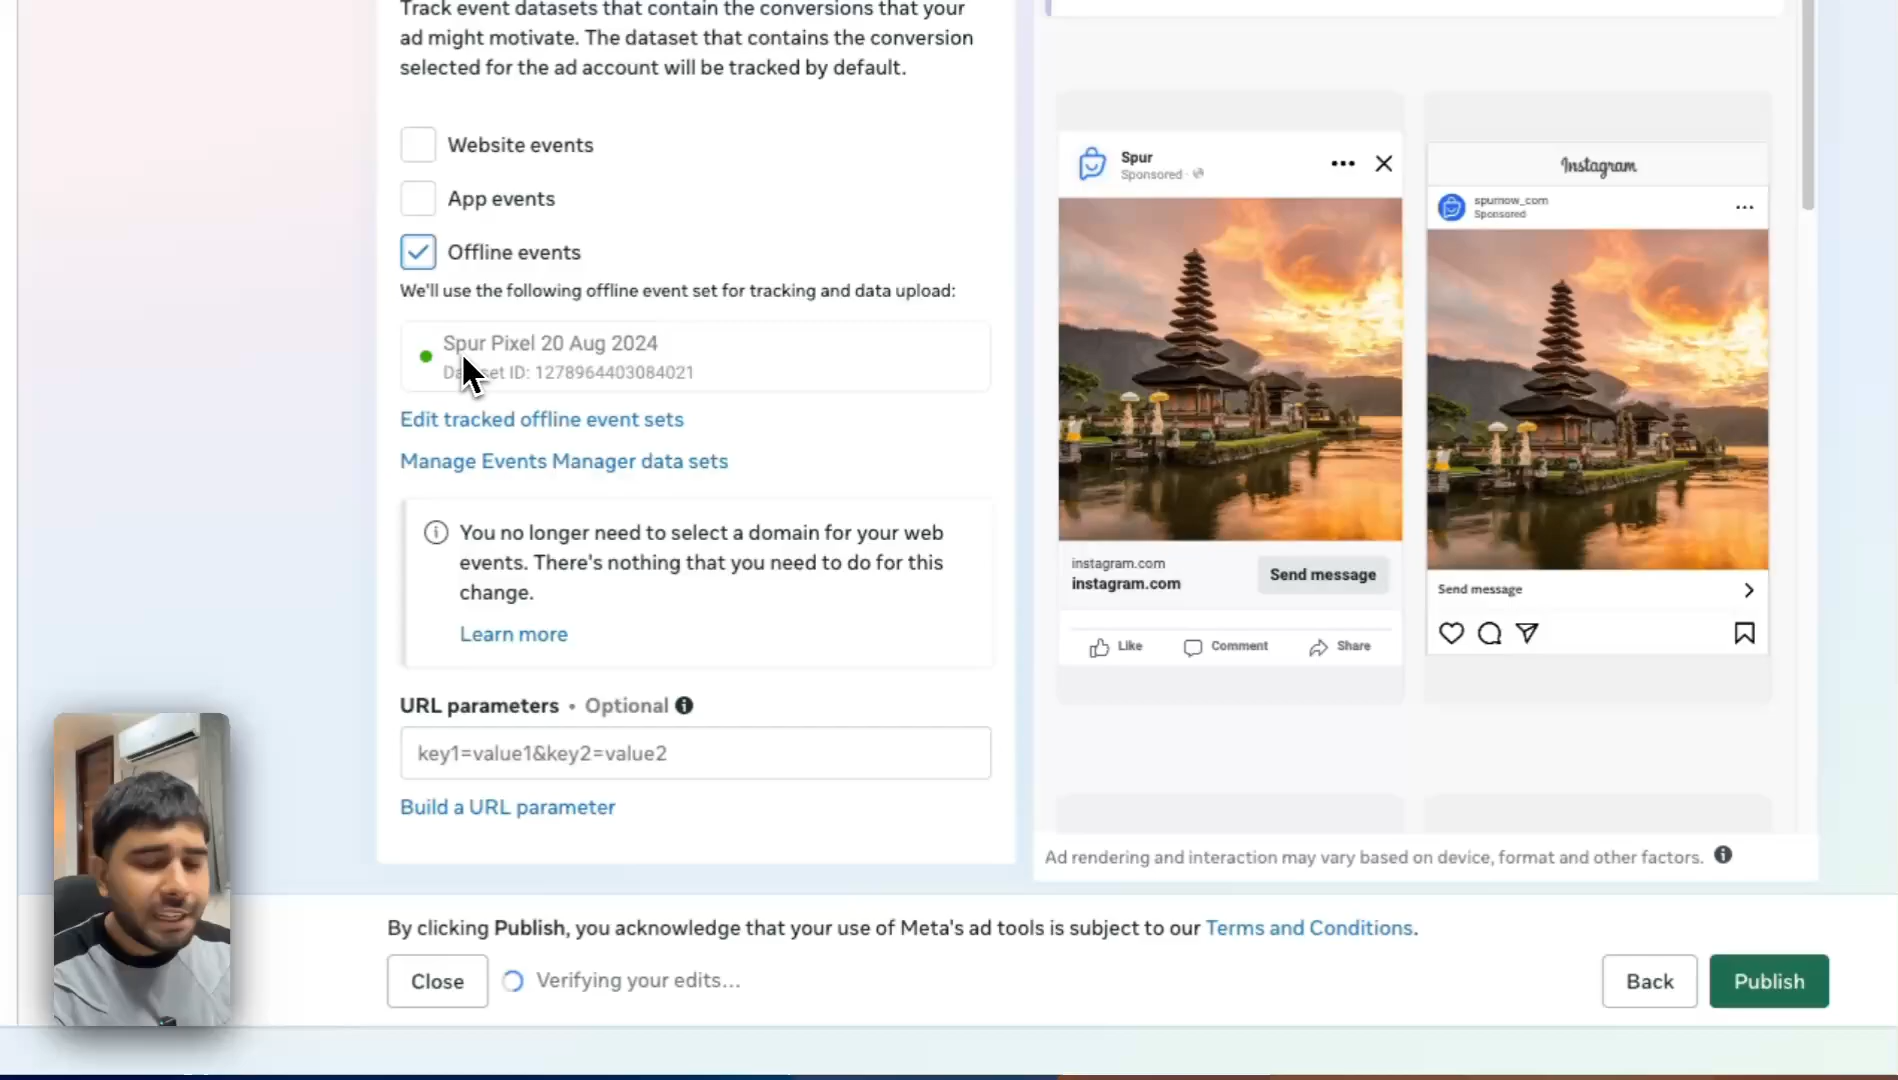 Track event datasets that contain the conversions that your
ad might motivate. The dataset that contains the conversion
selected for the ad account will be tracked by default.
Website events
App events
Offline events
We'll use the following offline event set for tracking and data upload:
Spur Pixel 20 Aug 2024
Dataset ID: 1278964403084021
Edit tracked offline event sets
Manage Events Manager data sets
You no longer need to select a domain for your web
events. There's nothing that you need to do for this
change.
Learn more
URL parameters • Optional
key1=value1&key2=value2
Build a URL parameter
Spur
Sponsored ·
instagram.com
instagram.com
Send message
Like Comment Share
Instagram
spurnow_com
Sponsored
Send message
Ad rendering and interaction may vary based on device, format and other factors.
By clicking Publish, you acknowledge that your use of Meta's ad tools is subject to our Terms and Conditions.
Close
Verifying your edits...
Back
Publish